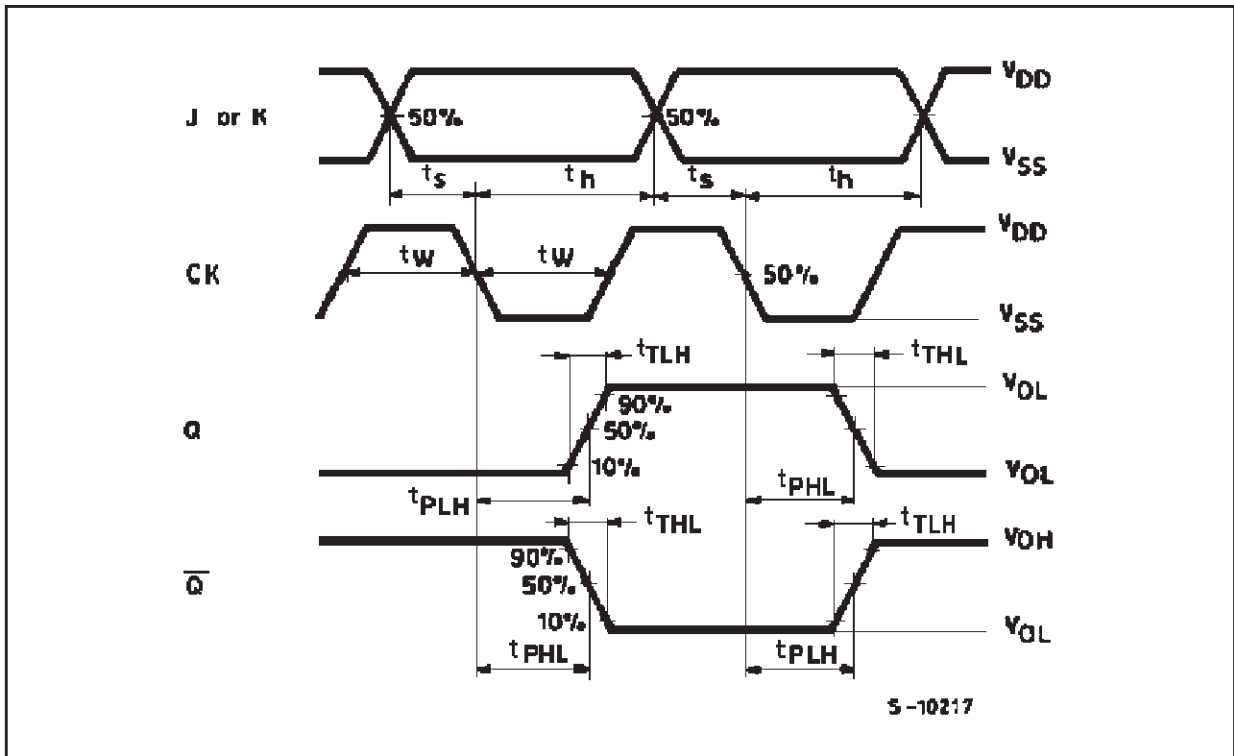 VDD
J or K
50%
50%
VSS
ts
th
ts
th
VDD
tW
tW
CK
50%
VSS
tTLH
tTHL
VOL
90%
Q
50%
10%
VOL
tPLH
tPHL
tTHL
tTLH
VOH
90%
Q
50%
10%
VOL
tPHL
tPLH
S-10217